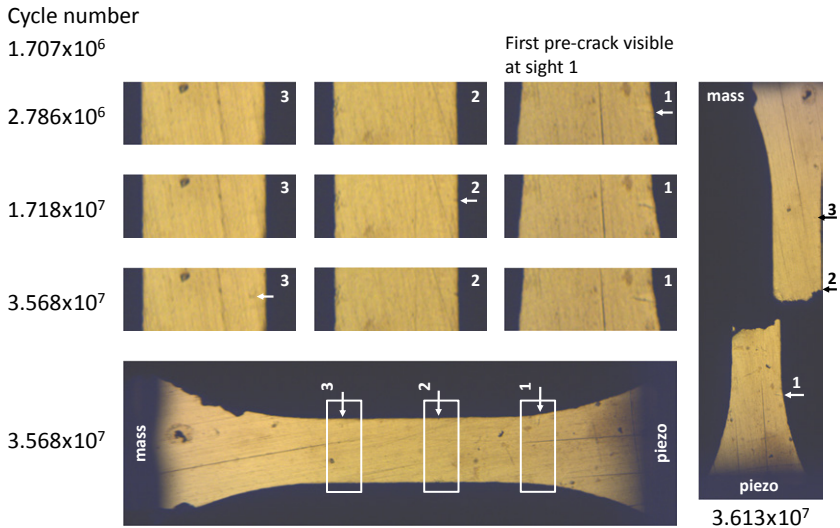 Cycle number
1.707x10⁶
First pre-crack visible
at sight 1
2.786x10⁶
3
2
1
1.718x10⁷
3
2
1
3.568x10⁷
3
2
1
3.568x10⁷
mass
3
2
1
piezo
mass
3
2
1
piezo
3.613x10⁷